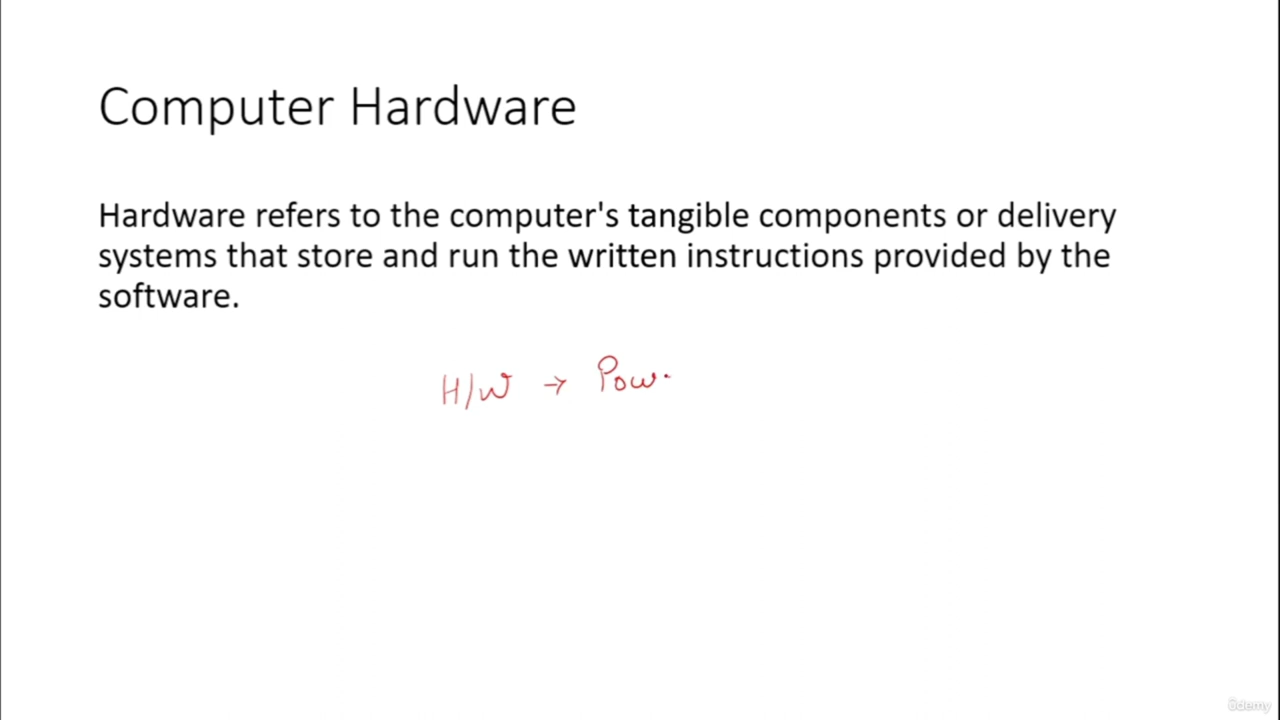 Computer Hardware
Hardware refers to the computer's tangible components or delivery
systems that store and run the written instructions provided by the
software.
H/W → Pow.
ûdemy